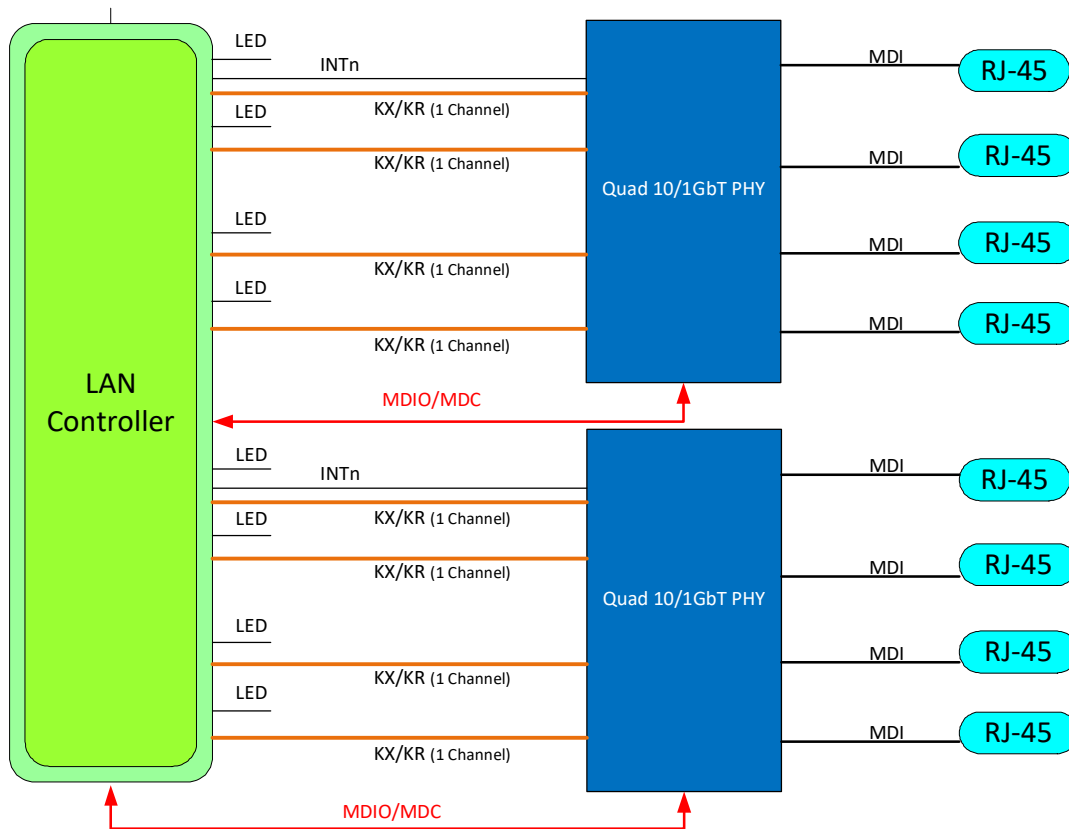 LED
INTn
MDI
RJ-45
KX/KR (1 Channel)
LED
KX/KR (1 Channel)
MDI
RJ-45
Quad 10/1GbT PHY
LED
KX/KR (1 Channel)
MDI
RJ-45
LED
KX/KR (1 Channel)
MDI
RJ-45
LAN
Controller
MDIO/MDC
LED
INTn
MDI
RJ-45
KX/KR (1 Channel)
LED
KX/KR (1 Channel)
MDI
RJ-45
Quad 10/1GbT PHY
LED
KX/KR (1 Channel)
MDI
RJ-45
LED
KX/KR (1 Channel)
MDI
RJ-45
MDIO/MDC